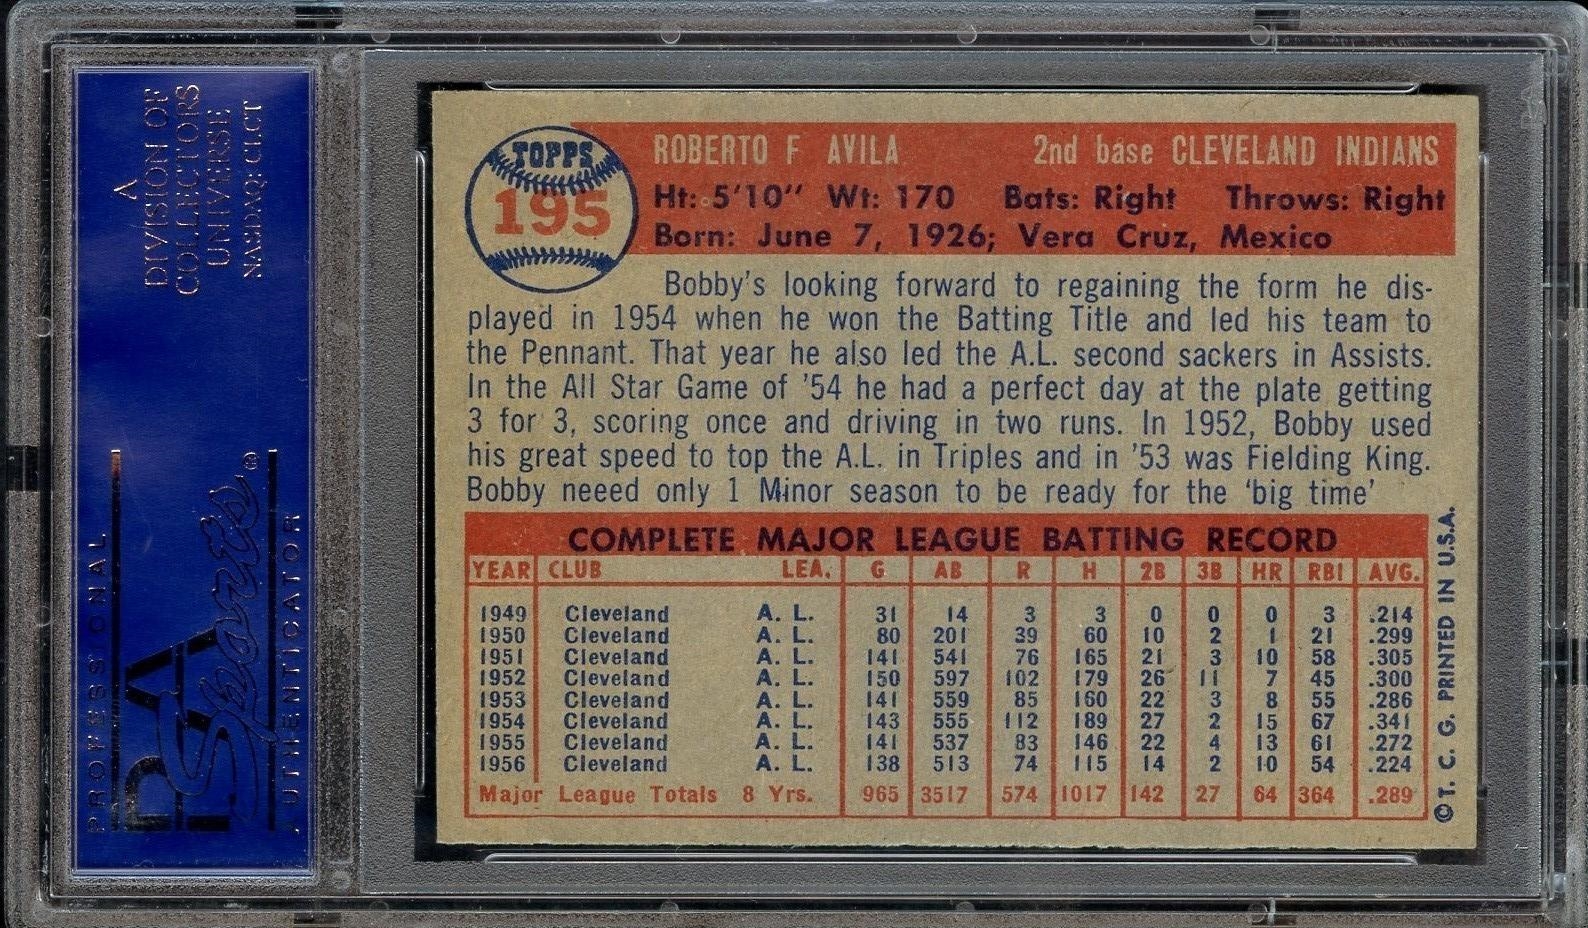 A
DIVISION OF
COLLECTORS
UNIVERSE
NASDAQ: CLCT
PROFESSIONAL
PSA
Sports®
AUTHENTICATOR
TOPPS
195
ROBERTO F AVILA 2nd base CLEVELAND INDIANS
Ht: 5'10" Wt: 170 Bats: Right Throws: Right
Born: June 7, 1926; Vera Cruz, Mexico
Bobby's looking forward to regaining the form he dis-
played in 1954 when he won the Batting Title and led his team to
the Pennant. That year he also led the A.L. second sackers in Assists.
In the All Star Game of '54 he had a perfect day at the plate getting
3 for 3, scoring once and driving in two runs. In 1952, Bobby used
his great speed to top the A.L. in Triples and in '53 was Fielding King.
Bobby neeed only 1 Minor season to be ready for the 'big time'
COMPLETE MAJOR LEAGUE BATTING RECORD
YEAR CLUB LEA. G AB R H 2B 3B HR RBI AVG.
1949 Cleveland A. L. 31 14 3 3 0 0 0 3 .214
1950 Cleveland A. L. 80 201 39 60 10 2 1 21 .299
1951 Cleveland A. L. 141 541 76 165 21 3 10 58 .305
1952 Cleveland A. L. 150 597 102 179 26 11 7 45 .300
1953 Cleveland A. L. 141 559 85 160 22 3 8 55 .286
1954 Cleveland A. L. 143 555 112 189 27 2 15 67 .341
1955 Cleveland A. L. 141 537 83 146 22 4 13 61 .272
1956 Cleveland A. L. 138 513 74 115 14 2 10 54 .224
Major League Totals 8 Yrs. 965 3517 574 1017 142 27 64 364 .289
©T. C. G. PRINTED IN U.S.A.